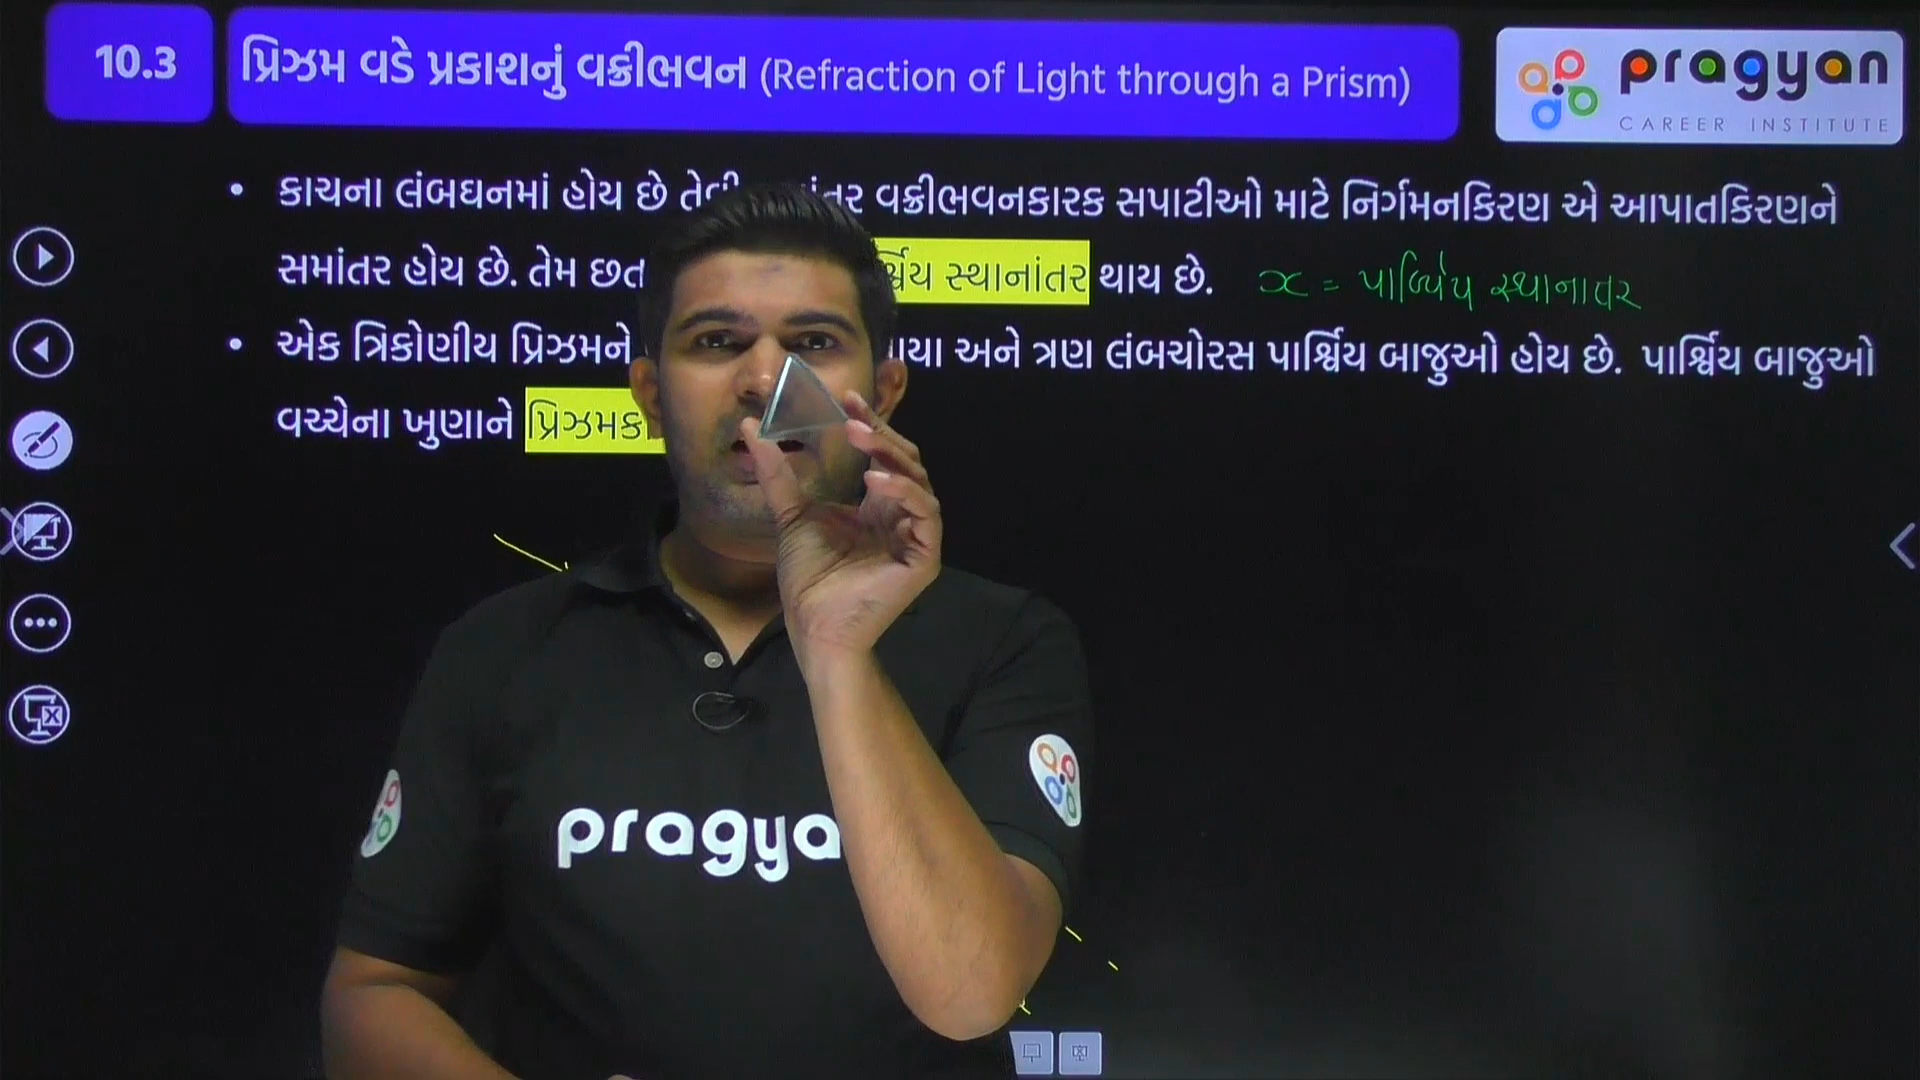 10.3
પ્રિઝમ વડે પ્રકાશનું વક્રીભવન (Refraction of Light through a Prism)
pragyan
CAREER INSTITUTE
• કાચના લંબઘનમાં હોય છે વક્રીભવનકારક સપાટીઓ માટે નિર્ગમનકિરણ એ આપાતકિરણને
સમાંતર હોય છે. તેમ સ્થાનાંતર થાય છે. x = સ્થાનાતર
• એક ત્રિકોણીય પ્રિઝમને અને ત્રણ લંબચોરસ પાર્શ્વિય બાજુઓ હોય છે. પાર્શ્વિય બાજુઓ
વચ્ચેના ખુણાને
pragyan